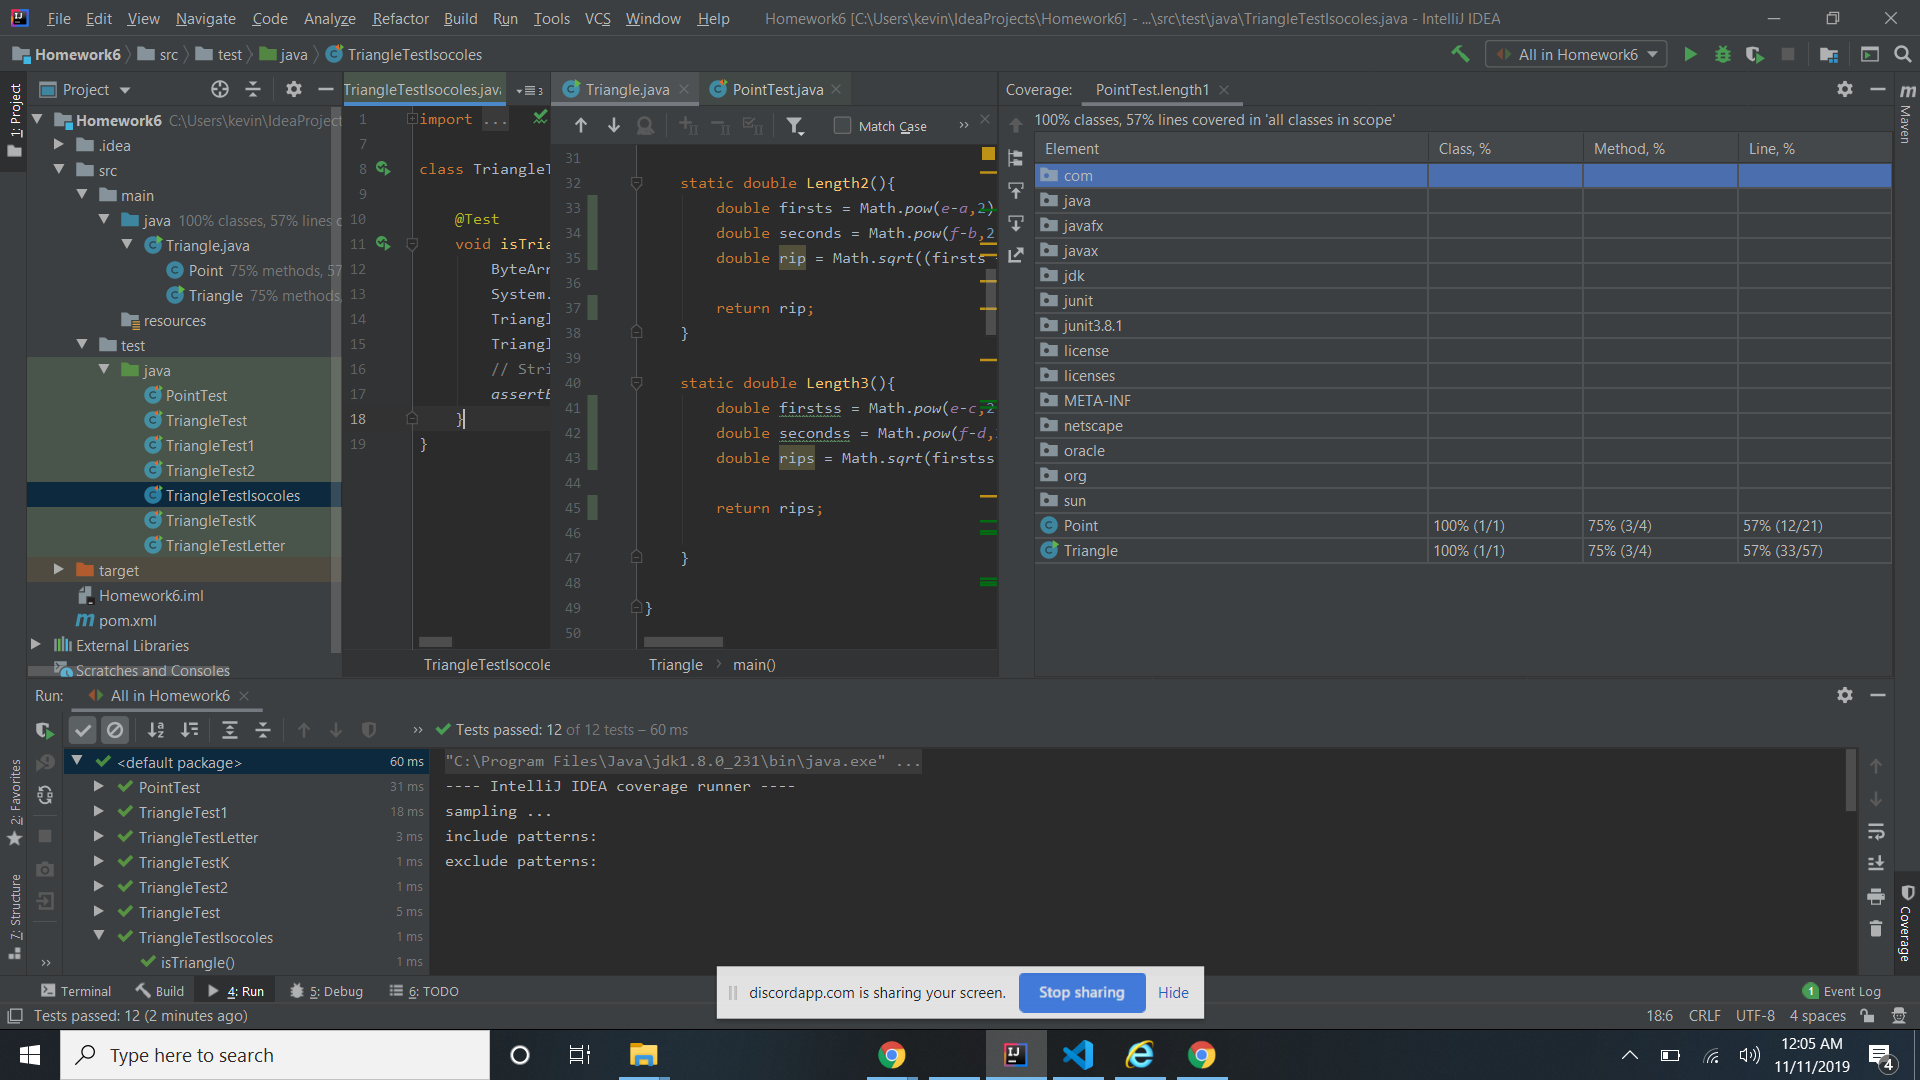 File Edit View Navigate Code Analyze Refactor Build Run Tools VCS Window Help Homework6 [C:\Users\kevin\IdeaProjects\Homework6] - ...\src\test\java\TriangleTestIsocoles.java - IntelliJ IDEA
Homework6 src test java TriangleTestIsocoles All in Homework6
1: Project
Project
Homework6 C:\Users\kevin\IdeaProject
.idea
src
main
java 100% classes, 57% lines c
Triangle.java
Point 75% methods, 57
Triangle 75% methods,
resources
test
java
PointTest
TriangleTest
TriangleTest1
TriangleTest2
TriangleTestIsocoles
TriangleTestK
TriangleTestLetter
target
Homework6.iml
pom.xml
External Libraries
Scratches and Consoles
TriangleTestIsocoles.java 3
1 import ...
7
8 class TriangleT
9
10 @Test
11 void isTria
12 ByteArr
13 System.
14 Triangl
15 Triangl
16 // Stri
17 assertE
18 }
19 }
TriangleTestIsocole
Triangle.java PointTest.java
Match Case
31
32 static double Length2(){
33 double firsts = Math.pow(e-a,2)
34 double seconds = Math.pow(f-b,2
35 double rip = Math.sqrt((firsts
36
37 return rip;
38 }
39
40 static double Length3(){
41 double firstss = Math.pow(e-c,2
42 double secondss = Math.pow(f-d,
43 double rips = Math.sqrt(firstss
44
45 return rips;
46
47 }
48
49 }
50
Triangle main()
Coverage: PointTest.length1
100% classes, 57% lines covered in 'all classes in scope'
Element Class, % Method, % Line, %
com
java
javafx
javax
jdk
junit
junit3.8.1
license
licenses
META-INF
netscape
oracle
org
sun
Point 100% (1/1) 75% (3/4) 57% (12/21)
Triangle 100% (1/1) 75% (3/4) 57% (33/57)
Maven
Run: All in Homework6
Tests passed: 12 of 12 tests – 60 ms
<default package> 60 ms
PointTest 31 ms
TriangleTest1 18 ms
TriangleTestLetter 3 ms
TriangleTestK 1 ms
TriangleTest2 1 ms
TriangleTest 5 ms
TriangleTestIsocoles 1 ms
isTriangle() 1 ms
"C:\Program Files\Java\jdk1.8.0_231\bin\java.exe" ...
---- IntelliJ IDEA coverage runner ----
sampling ...
include patterns:
exclude patterns:
2: Favorites
7: Structure
Coverage
discordapp.com is sharing your screen. Stop sharing Hide
Terminal Build 4: Run 5: Debug 6: TODO 1 Event Log
Tests passed: 12 (2 minutes ago) 18:6 CRLF UTF-8 4 spaces
Type here to search
12:05 AM
11/11/2019
4